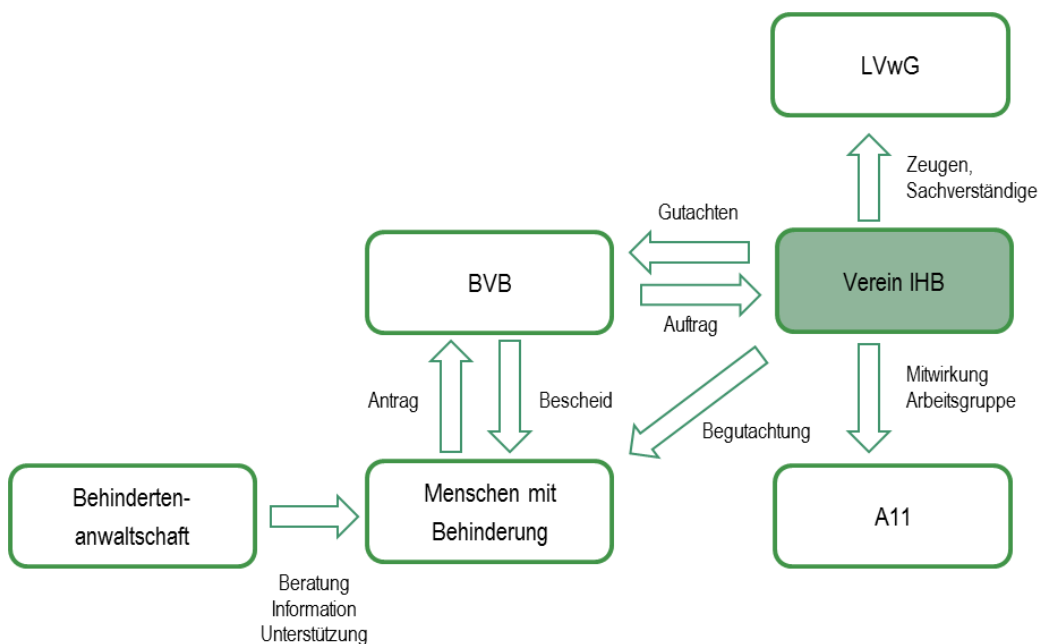 LVwG
Zeugen,
Sachverständige
Gutachten
BVB
Verein IHB
Auftrag
Antrag
Bescheid
Mitwirkung
Arbeitsgruppe
Begutachtung
Behinderten-
anwaltschaft
Menschen mit
Behinderung
A11
Beratung
Information
Unterstützung